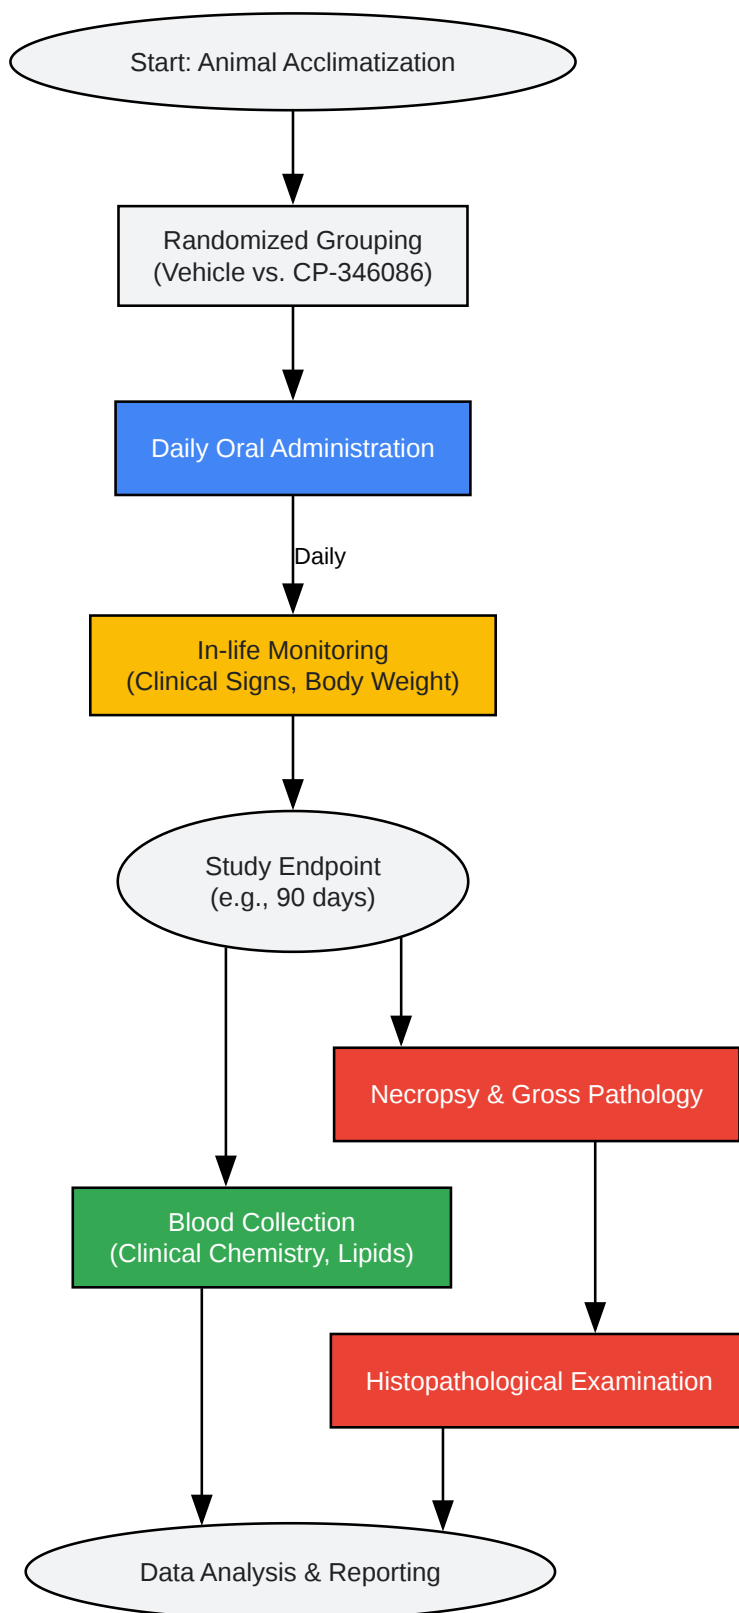 Start: Animal Acclimatization
Randomized Grouping
(Vehicle vs. CP-346086)
Daily Oral Administration
Daily
In-life Monitoring
(Clinical Signs, Body Weight)
Study Endpoint
(e.g., 90 days)
Necropsy & Gross Pathology
Blood Collection
(Clinical Chemistry, Lipids)
Histopathological Examination
Data Analysis & Reporting